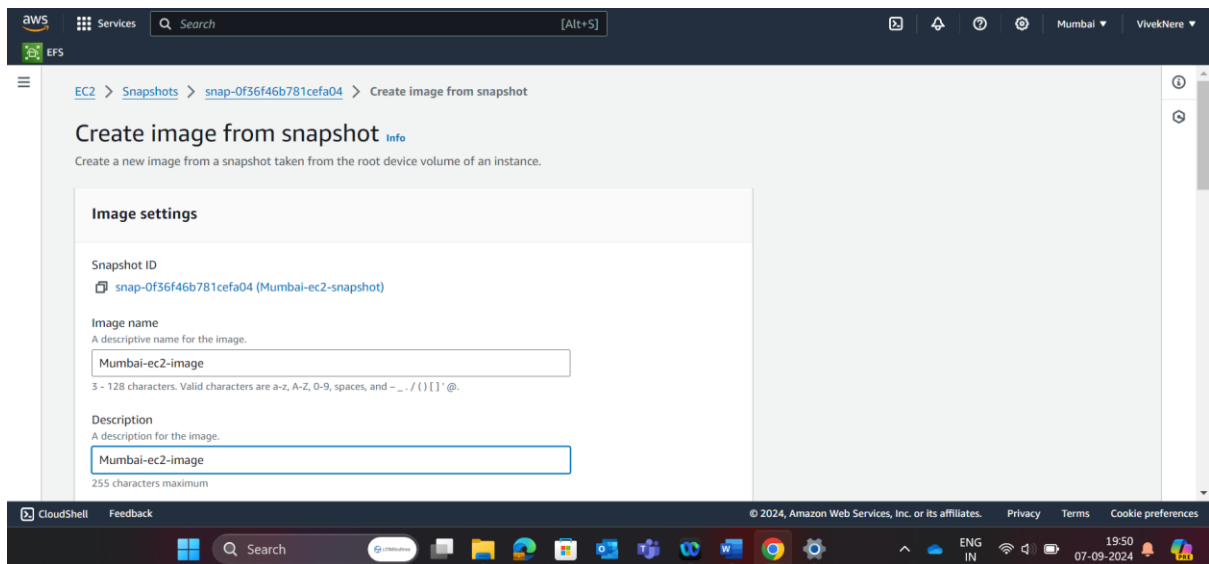 aws Services Search [Alt+S] Mumbai ▼ VivekNere ▼
EFS
EC2 > Snapshots > snap-0f36f46b781cefa04 > Create image from snapshot
Create image from snapshot Info
Create a new image from a snapshot taken from the root device volume of an instance.
Image settings
Snapshot ID
snap-0f36f46b781cefa04 (Mumbai-ec2-snapshot)
Image name
A descriptive name for the image.
Mumbai-ec2-image
3 - 128 characters. Valid characters are a-z, A-Z, 0-9, spaces, and – _ . / ( ) [ ] ' @.
Description
A description for the image.
Mumbai-ec2-image
255 characters maximum
CloudShell Feedback © 2024, Amazon Web Services, Inc. or its affiliates. Privacy Terms Cookie preferences
Search ENG 19:50
IN 07-09-2024